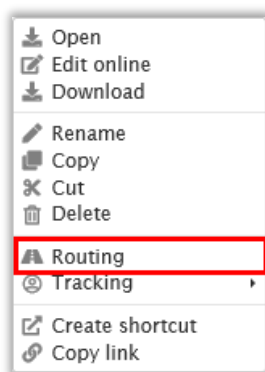 Open
Edit online
Download
Rename
Copy
Cut
Delete
Routing
Tracking
Create shortcut
Copy link